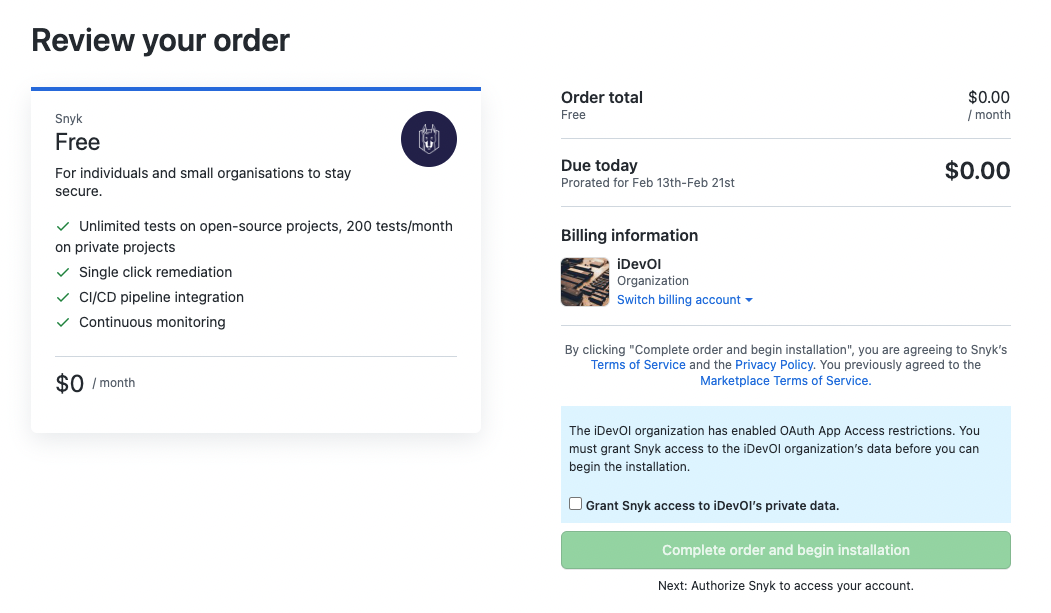 Review your order
Snyk
Free
For individuals and small organisations to stay
secure.
Unlimited tests on open-source projects, 200 tests/month
on private projects
Single click remediation
CI/CD pipeline integration
Continuous monitoring
$0 / month
Order total
$0.00
Free
/ month
Due today
$0.00
Prorated for Feb 13th-Feb 21st
Billing information
iDevOI
Organization
Switch billing account
By clicking "Complete order and begin installation", you are agreeing to Snyk’s
Terms of Service and the Privacy Policy. You previously agreed to the
Marketplace Terms of Service.
The iDevOI organization has enabled OAuth App Access restrictions. You
must grant Snyk access to the iDevOI organization’s data before you can
begin the installation.
Grant Snyk access to iDevOI’s private data.
Complete order and begin installation
Next: Authorize Snyk to access your account.